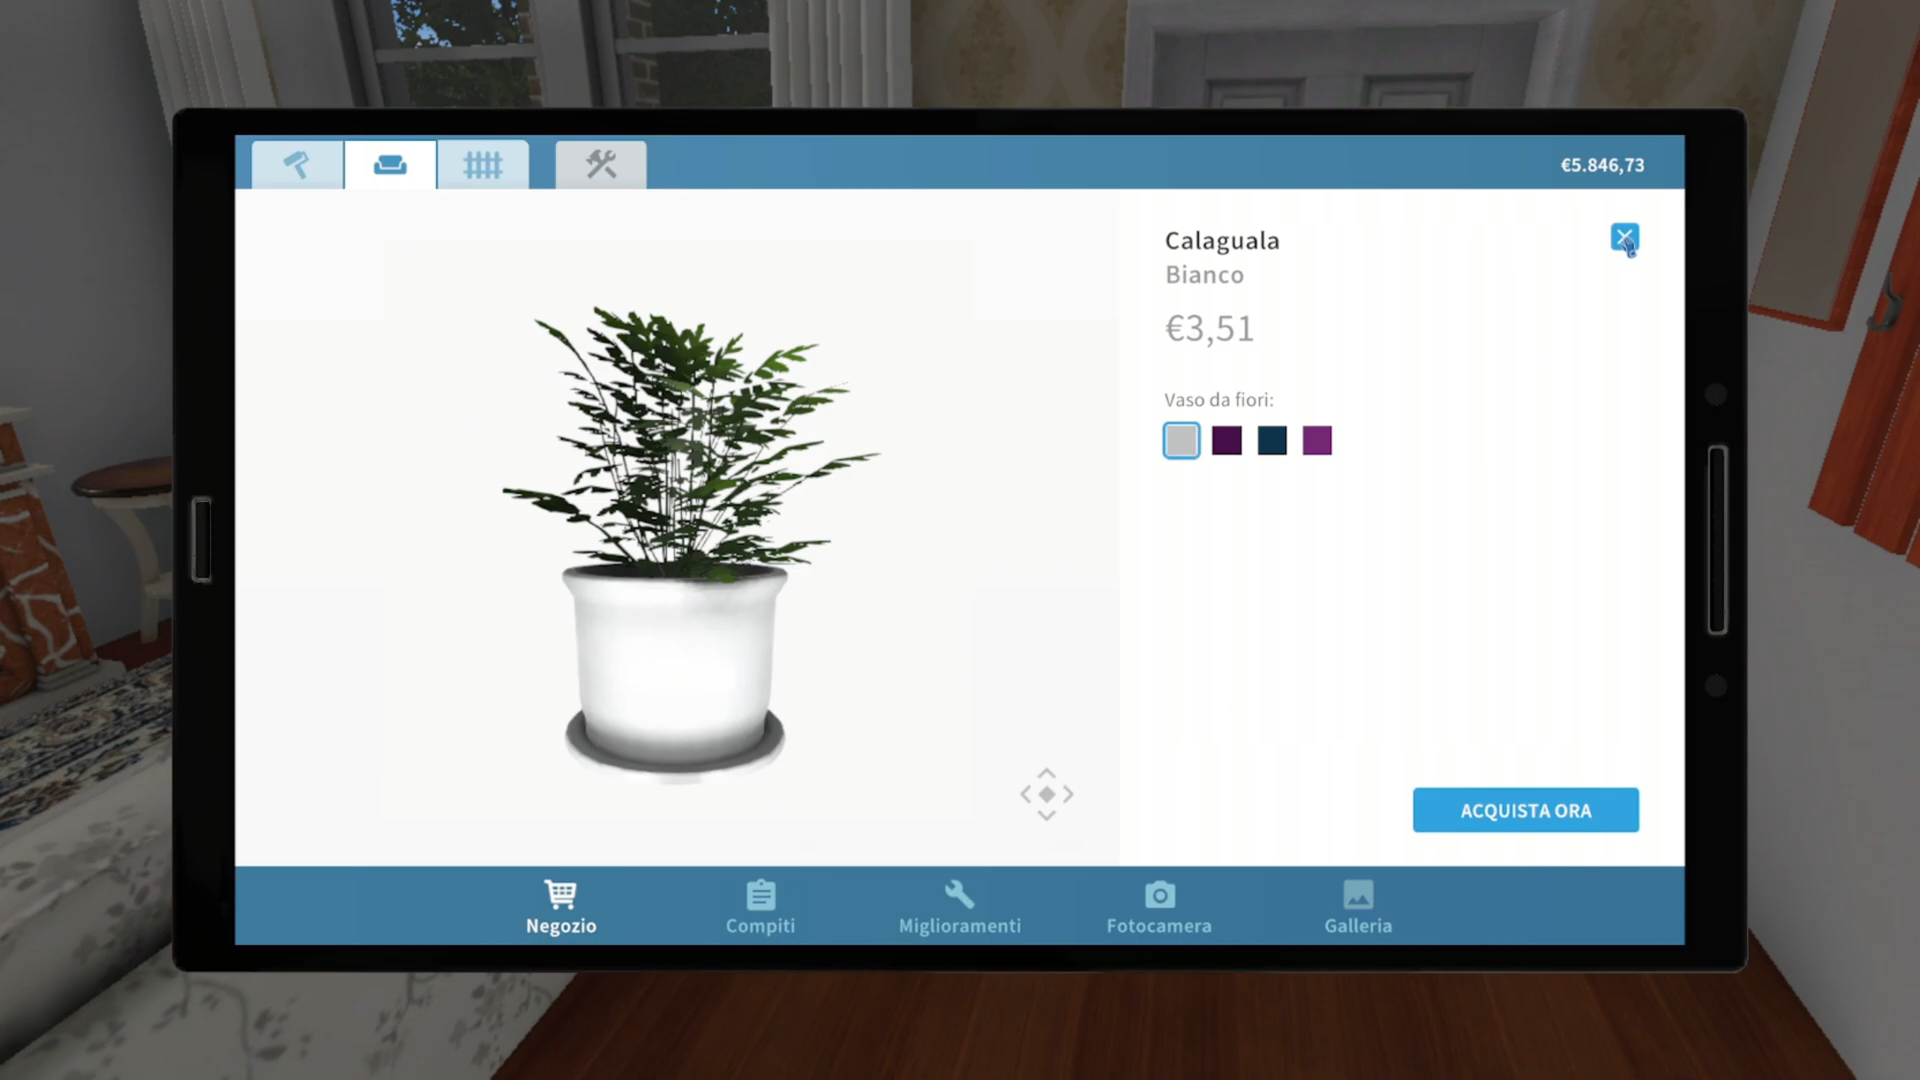 €5.846,73
Calaguala
Bianco
€3,51
Vaso da fiori:
ACQUISTA ORA
Negozio
Compiti
Miglioramenti
Fotocamera
Galleria